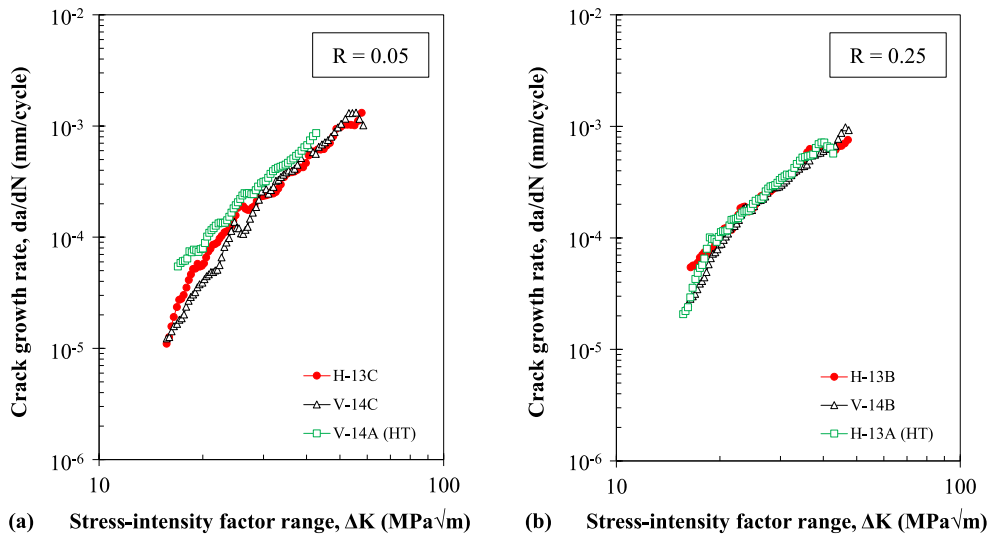 10-2
10-3
10-4
10-5
10-6
Crack growth rate, da/dN (mm/cycle)
R = 0.05
H-13C
V-14C
V-14A (HT)
10
100
(a) Stress-intensity factor range, ΔK (MPa√m)
10-2
10-3
10-4
10-5
10-6
Crack growth rate, da/dN (mm/cycle)
R = 0.25
H-13B
V-14B
H-13A (HT)
10
100
(b) Stress-intensity factor range, ΔK (MPa√m)